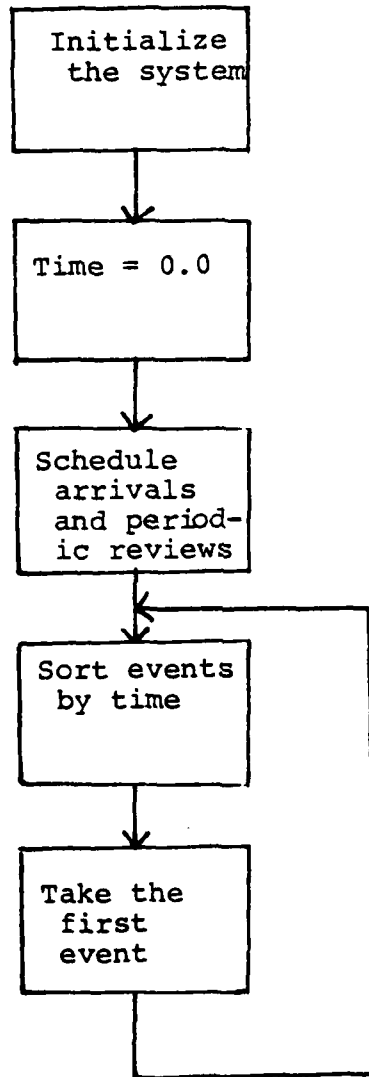 Initialize
the system
Time = 0.0
Schedule
arrivals
and period-
ic reviews
Sort events
by time
Take the
first
event